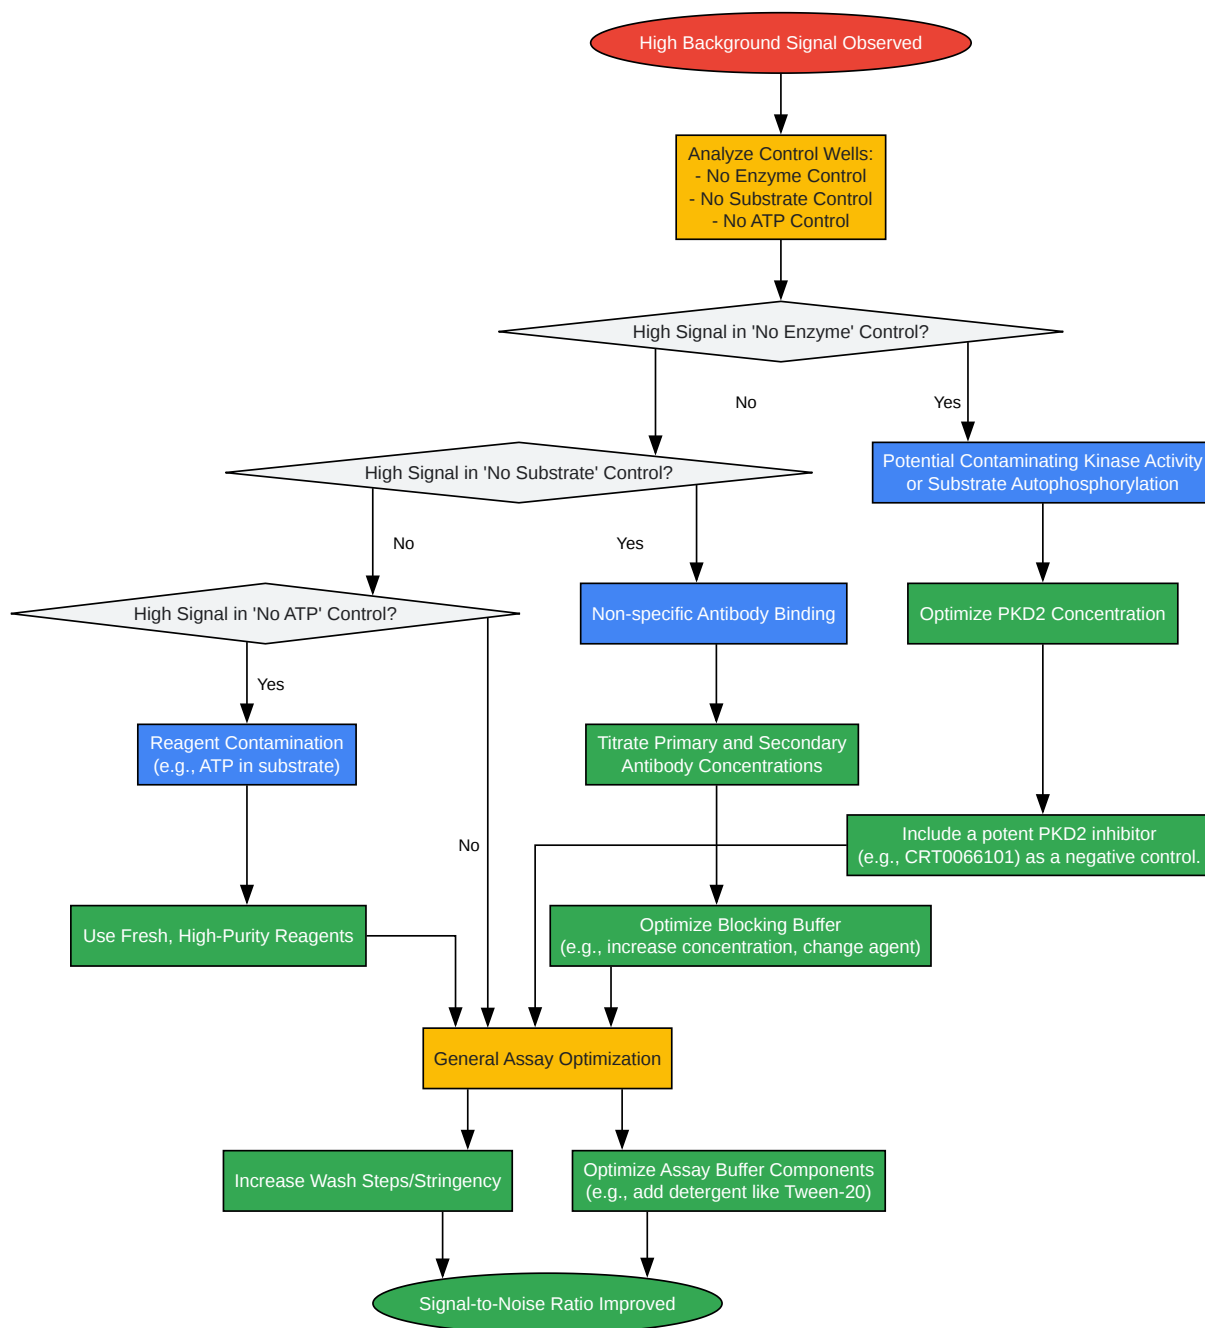 High Background Signal Observed
Analyze Control Wells:
- No Enzyme Control
- No Substrate Control
- No ATP Control
High Signal in 'No Enzyme' Control?
No
Yes
High Signal in 'No Substrate' Control?
Potential Contaminating Kinase Activity
or Substrate Autophosphorylation
No
Yes
High Signal in 'No ATP' Control?
Non-specific Antibody Binding
Optimize PKD2 Concentration
Yes
Reagent Contamination
(e.g., ATP in substrate)
Titrate Primary and Secondary
Antibody Concentrations
No
Include a potent PKD2 inhibitor
(e.g., CRT0066101) as a negative control.
Use Fresh, High-Purity Reagents
Optimize Blocking Buffer
(e.g., increase concentration, change agent)
General Assay Optimization
Increase Wash Steps/Stringency
Optimize Assay Buffer Components
(e.g., add detergent like Tween-20)
Signal-to-Noise Ratio Improved